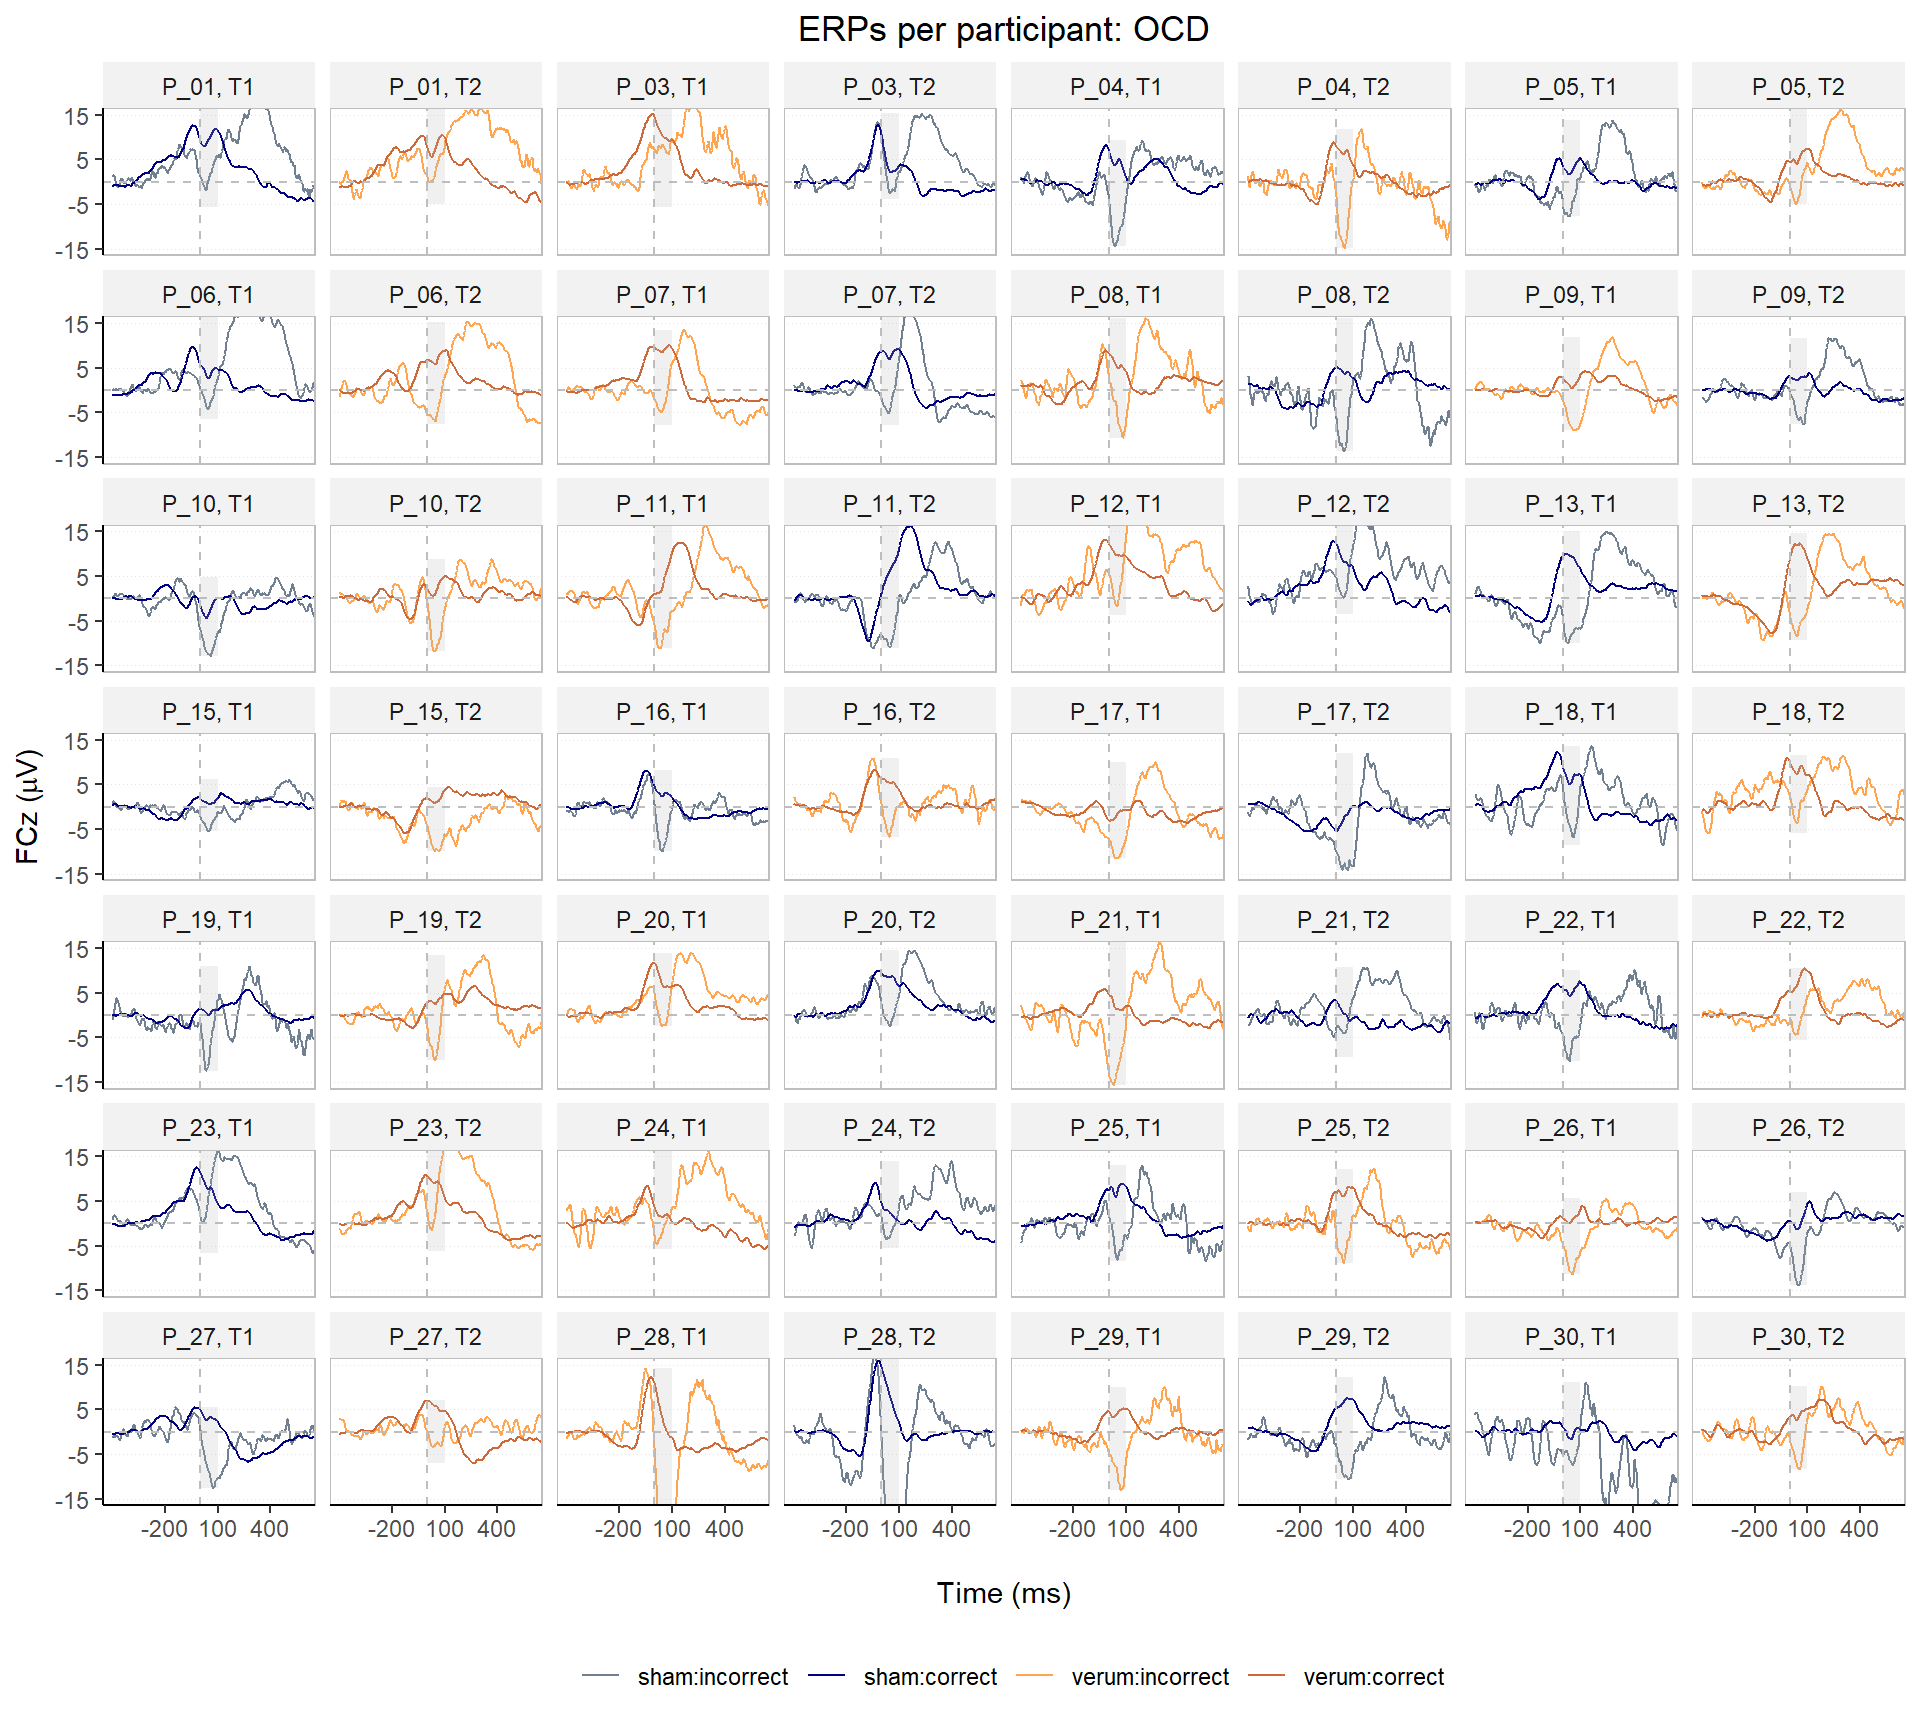 ERPs per participant: OCD
P_01, T1 P_01, T2 P_03, T1 P_03, T2 P_04, T1 P_04, T2 P_05, T1 P_05, T2
15
5
-5
-15
P_06, T1 P_06, T2 P_07, T1 P_07, T2 P_08, T1 P_08, T2 P_09, T1 P_09, T2
15
5
-5
-15
P_10, T1 P_10, T2 P_11, T1 P_11, T2 P_12, T1 P_12, T2 P_13, T1 P_13, T2
15
5
-5
-15
P_15, T1 P_15, T2 P_16, T1 P_16, T2 P_17, T1 P_17, T2 P_18, T1 P_18, T2
15
5
-5
-15
FCz (µV)
P_19, T1 P_19, T2 P_20, T1 P_20, T2 P_21, T1 P_21, T2 P_22, T1 P_22, T2
15
5
-5
-15
P_23, T1 P_23, T2 P_24, T1 P_24, T2 P_25, T1 P_25, T2 P_26, T1 P_26, T2
15
5
-5
-15
P_27, T1 P_27, T2 P_28, T1 P_28, T2 P_29, T1 P_29, T2 P_30, T1 P_30, T2
15
5
-5
-15
-200 100 400 -200 100 400 -200 100 400 -200 100 400 -200 100 400 -200 100 400 -200 100 400 -200 100 400
Time (ms)
sham:incorrect sham:correct verum:incorrect verum:correct